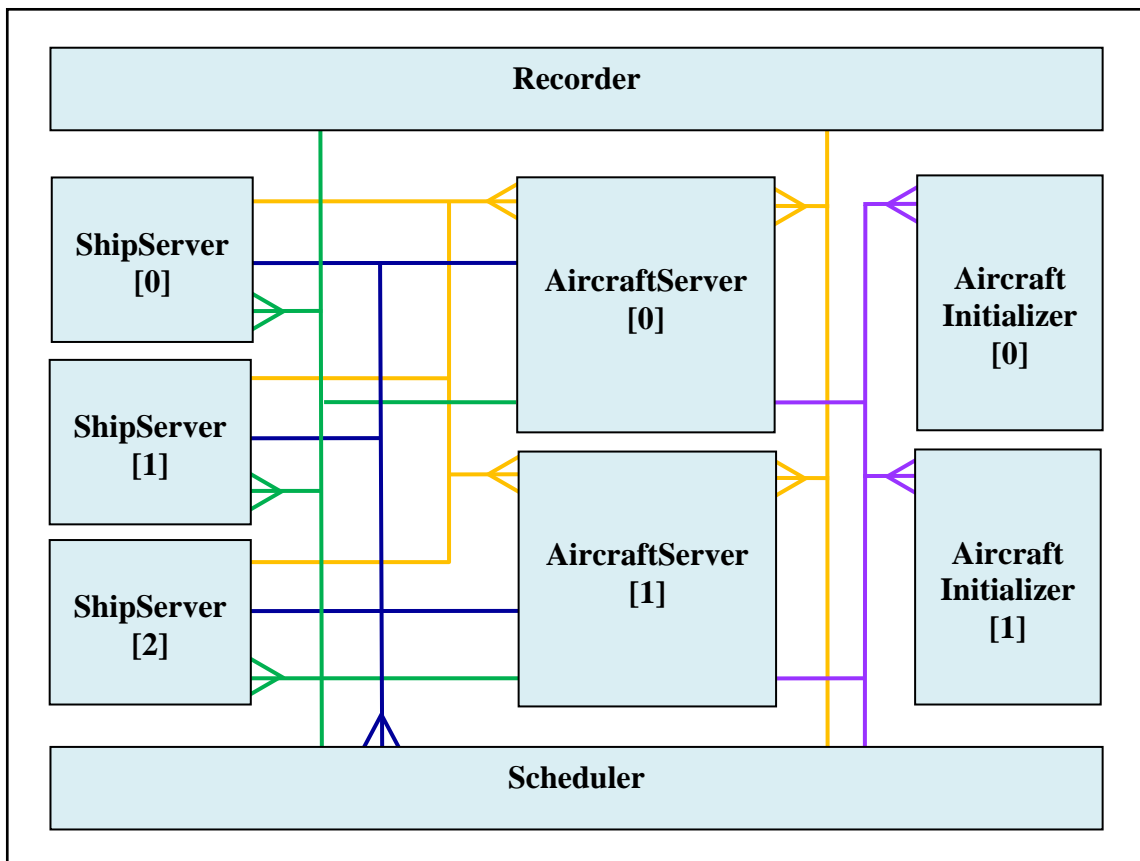 Recorder
ShipServer
[0]
AircraftServer
[0]
Aircraft
Initializer
[0]
ShipServer
[1]
AircraftServer
[1]
Aircraft
Initializer
[1]
ShipServer
[2]
Scheduler